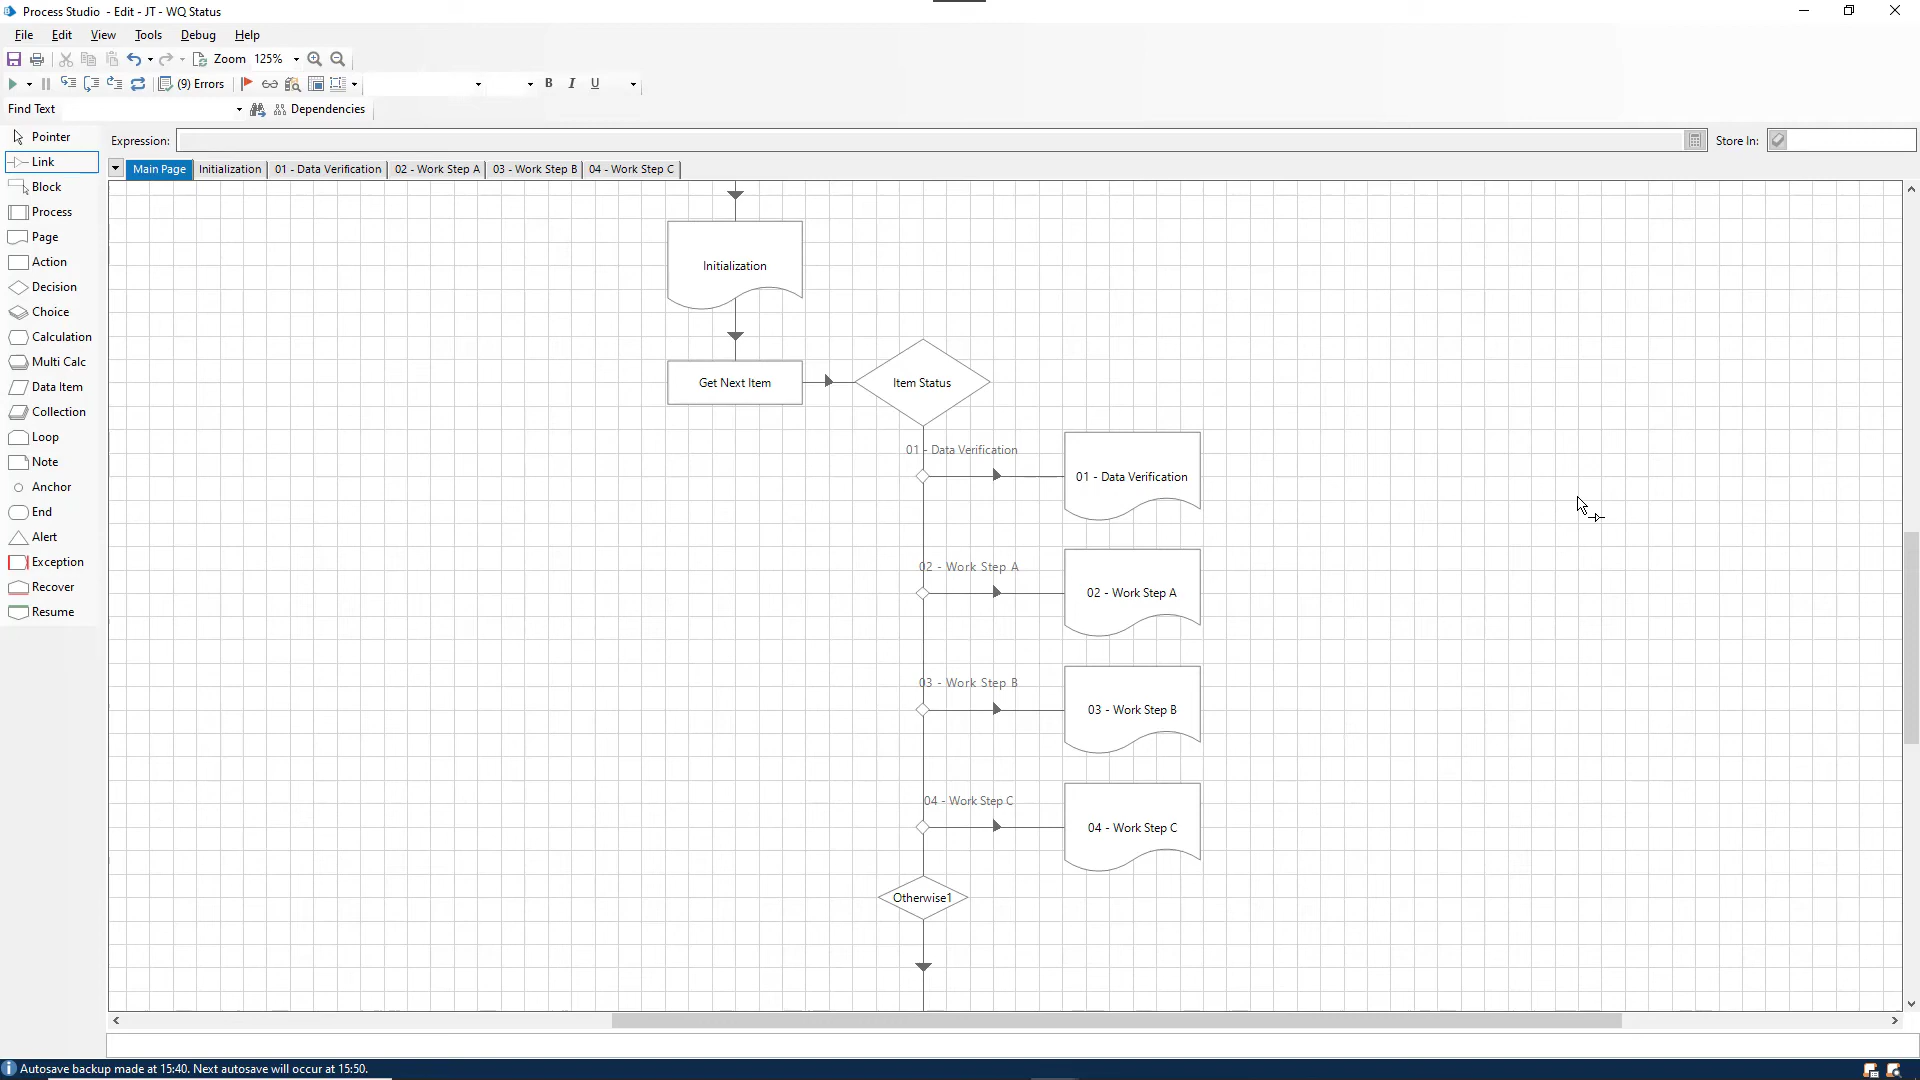 Process Studio - Edit - JT - WQ Status
File Edit View Tools Debug Help
Zoom 125%
(9) Errors B I U
Find Text Dependencies
Pointer
Expression: Store In:
Link
Main Page Initialization 01 - Data Verification 02 - Work Step A 03 - Work Step B 04 - Work Step C
Block
Process
Page
Action
Decision
Choice
Calculation
Multi Calc
Data Item
Collection
Loop
Note
Anchor
End
Alert
Exception
Recover
Resume
Initialization
Get Next Item
Item Status
01 - Data Verification
01 - Data Verification
02 - Work Step A
02 - Work Step A
03 - Work Step B
03 - Work Step B
04 - Work Step C
04 - Work Step C
Otherwise1
Autosave backup made at 15:40. Next autosave will occur at 15:50.